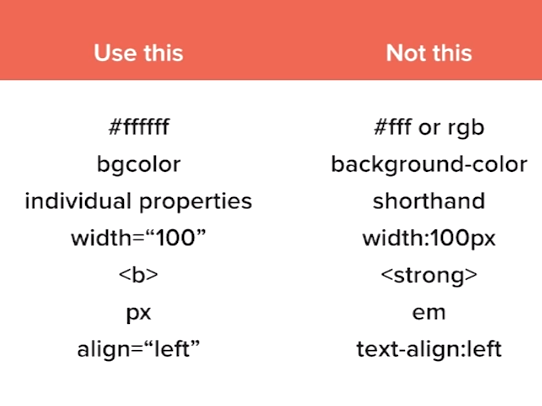 Use this Not this
#ffffff #fff or rgb
bgcolor background-color
individual properties shorthand
width=“100” width:100px
<b> <strong>
px em
align=“left” text-align:left